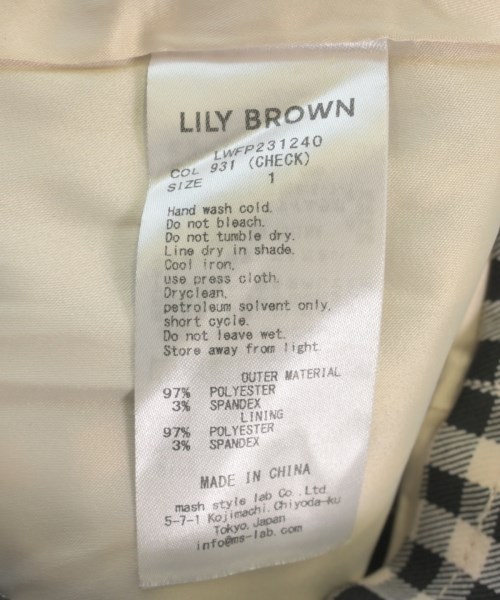 LILY BROWN
LWFP231240
COL 931 (CHECK)
SIZE 1
Hand wash cold.
Do not bleach.
Do not tumble dry.
Line dry in shade.
Cool iron.
use press cloth.
Dryclean,
petroleum solvent only,
short cycle.
Do not leave wet.
Store away from light.
OUTER MATERIAL
97% POLYESTER
3% SPANDEX
LINING
97% POLYESTER
3% SPANDEX
MADE IN CHINA
mash style lab Co., Ltd.
5-7-1 Kojimachi, Chiyoda-ku
Tokyo, Japan
info@ms-lab.com